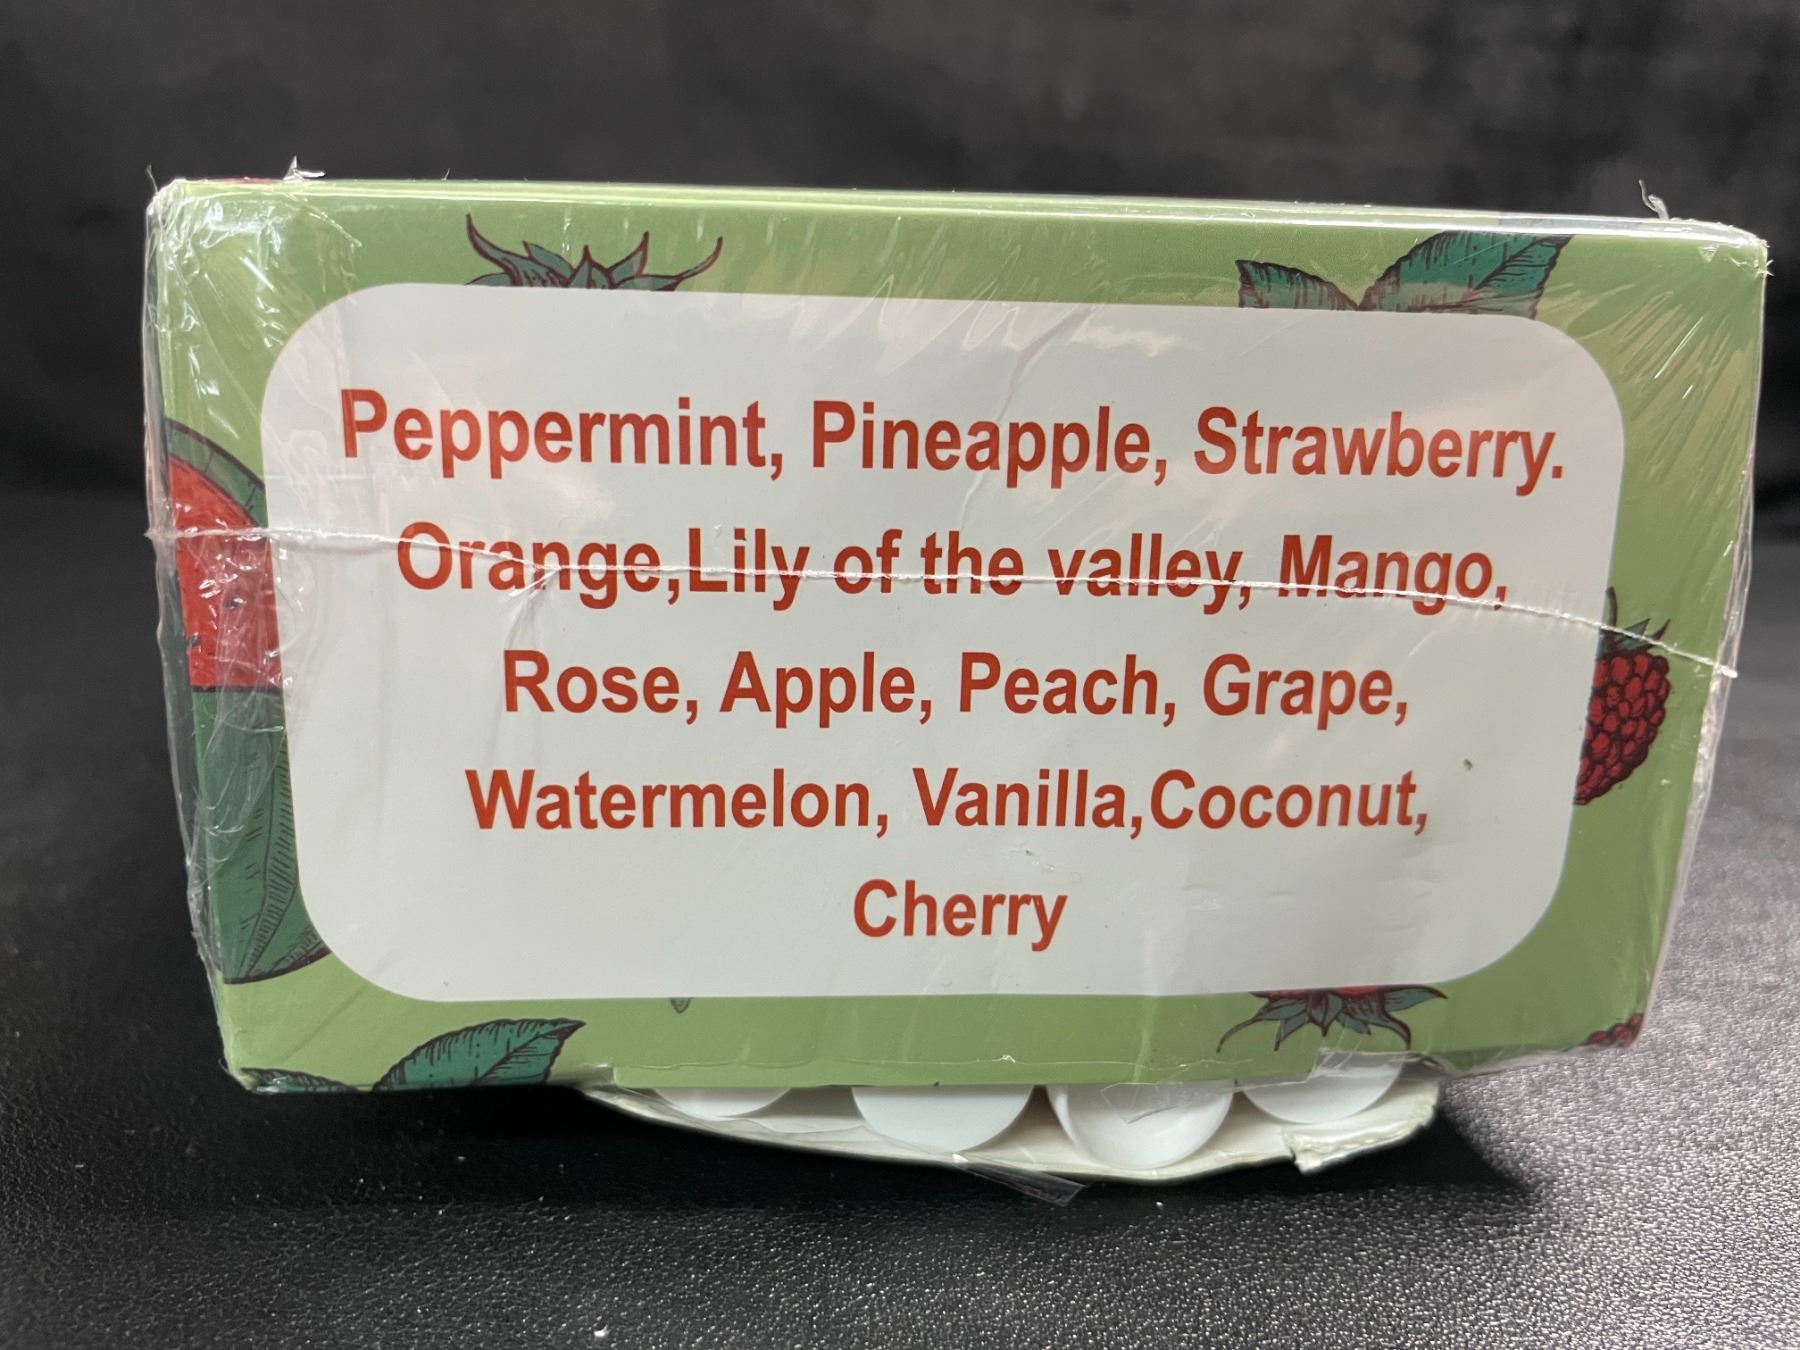 Peppermint, Pineapple, Strawberry.
Orange,Lily of the valley, Mango,
Rose, Apple, Peach, Grape,
Watermelon, Vanilla,Coconut,
Cherry